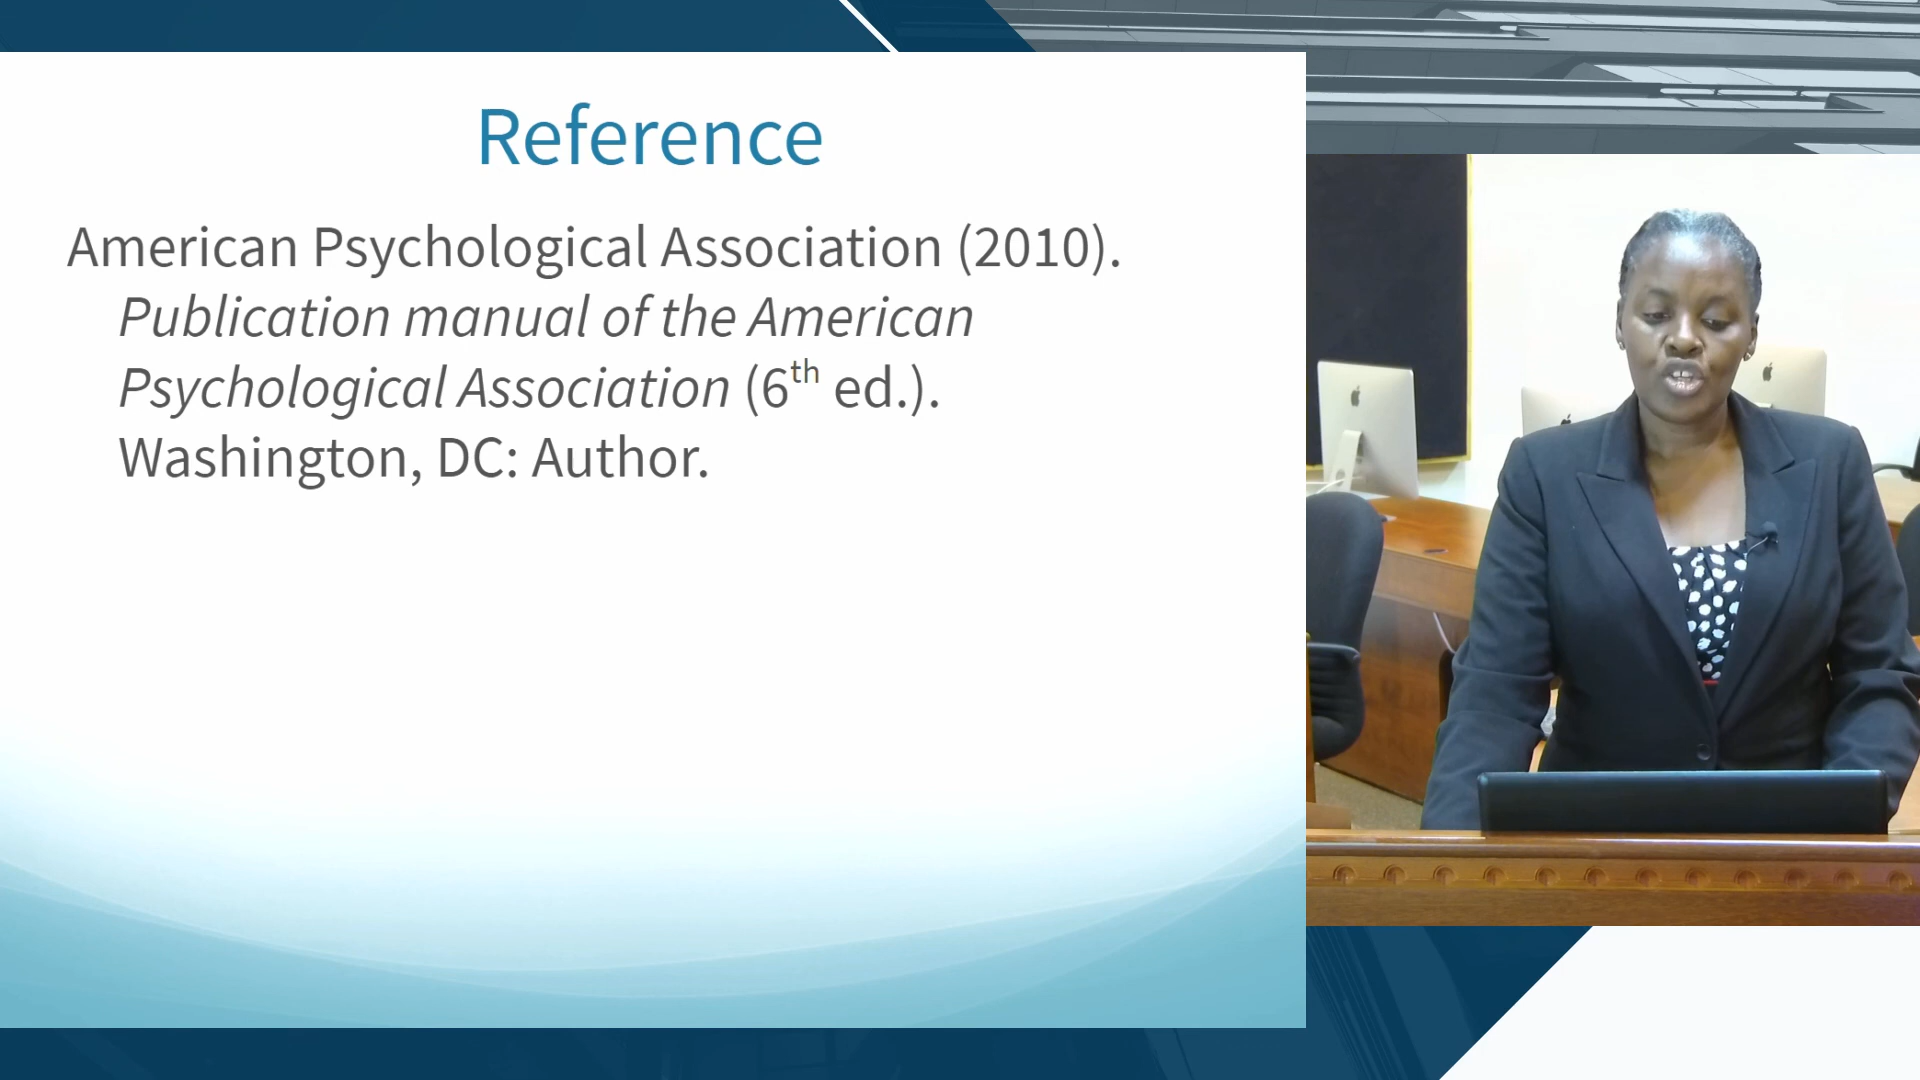 Reference
American Psychological Association (2010).
Publication manual of the American
Psychological Association (6th ed.).
Washington, DC: Author.